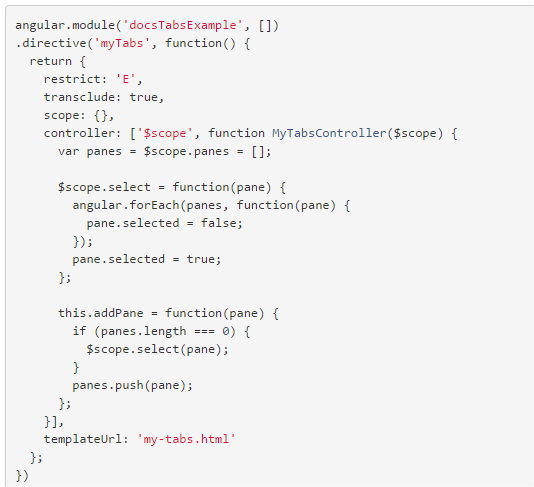 angular.module('docsTabsExample', [])
.directive('myTabs', function() {
  return {
    restrict: 'E',
    transclude: true,
    scope: {},
    controller: ['$scope', function MyTabsController($scope) {
      var panes = $scope.panes = [];

      $scope.select = function(pane) {
        angular.forEach(panes, function(pane) {
          pane.selected = false;
        });
        pane.selected = true;
      };

      this.addPane = function(pane) {
        if (panes.length === 0) {
          $scope.select(pane);
        }
        panes.push(pane);
      };
    }],
    templateUrl: 'my-tabs.html'
  };
})